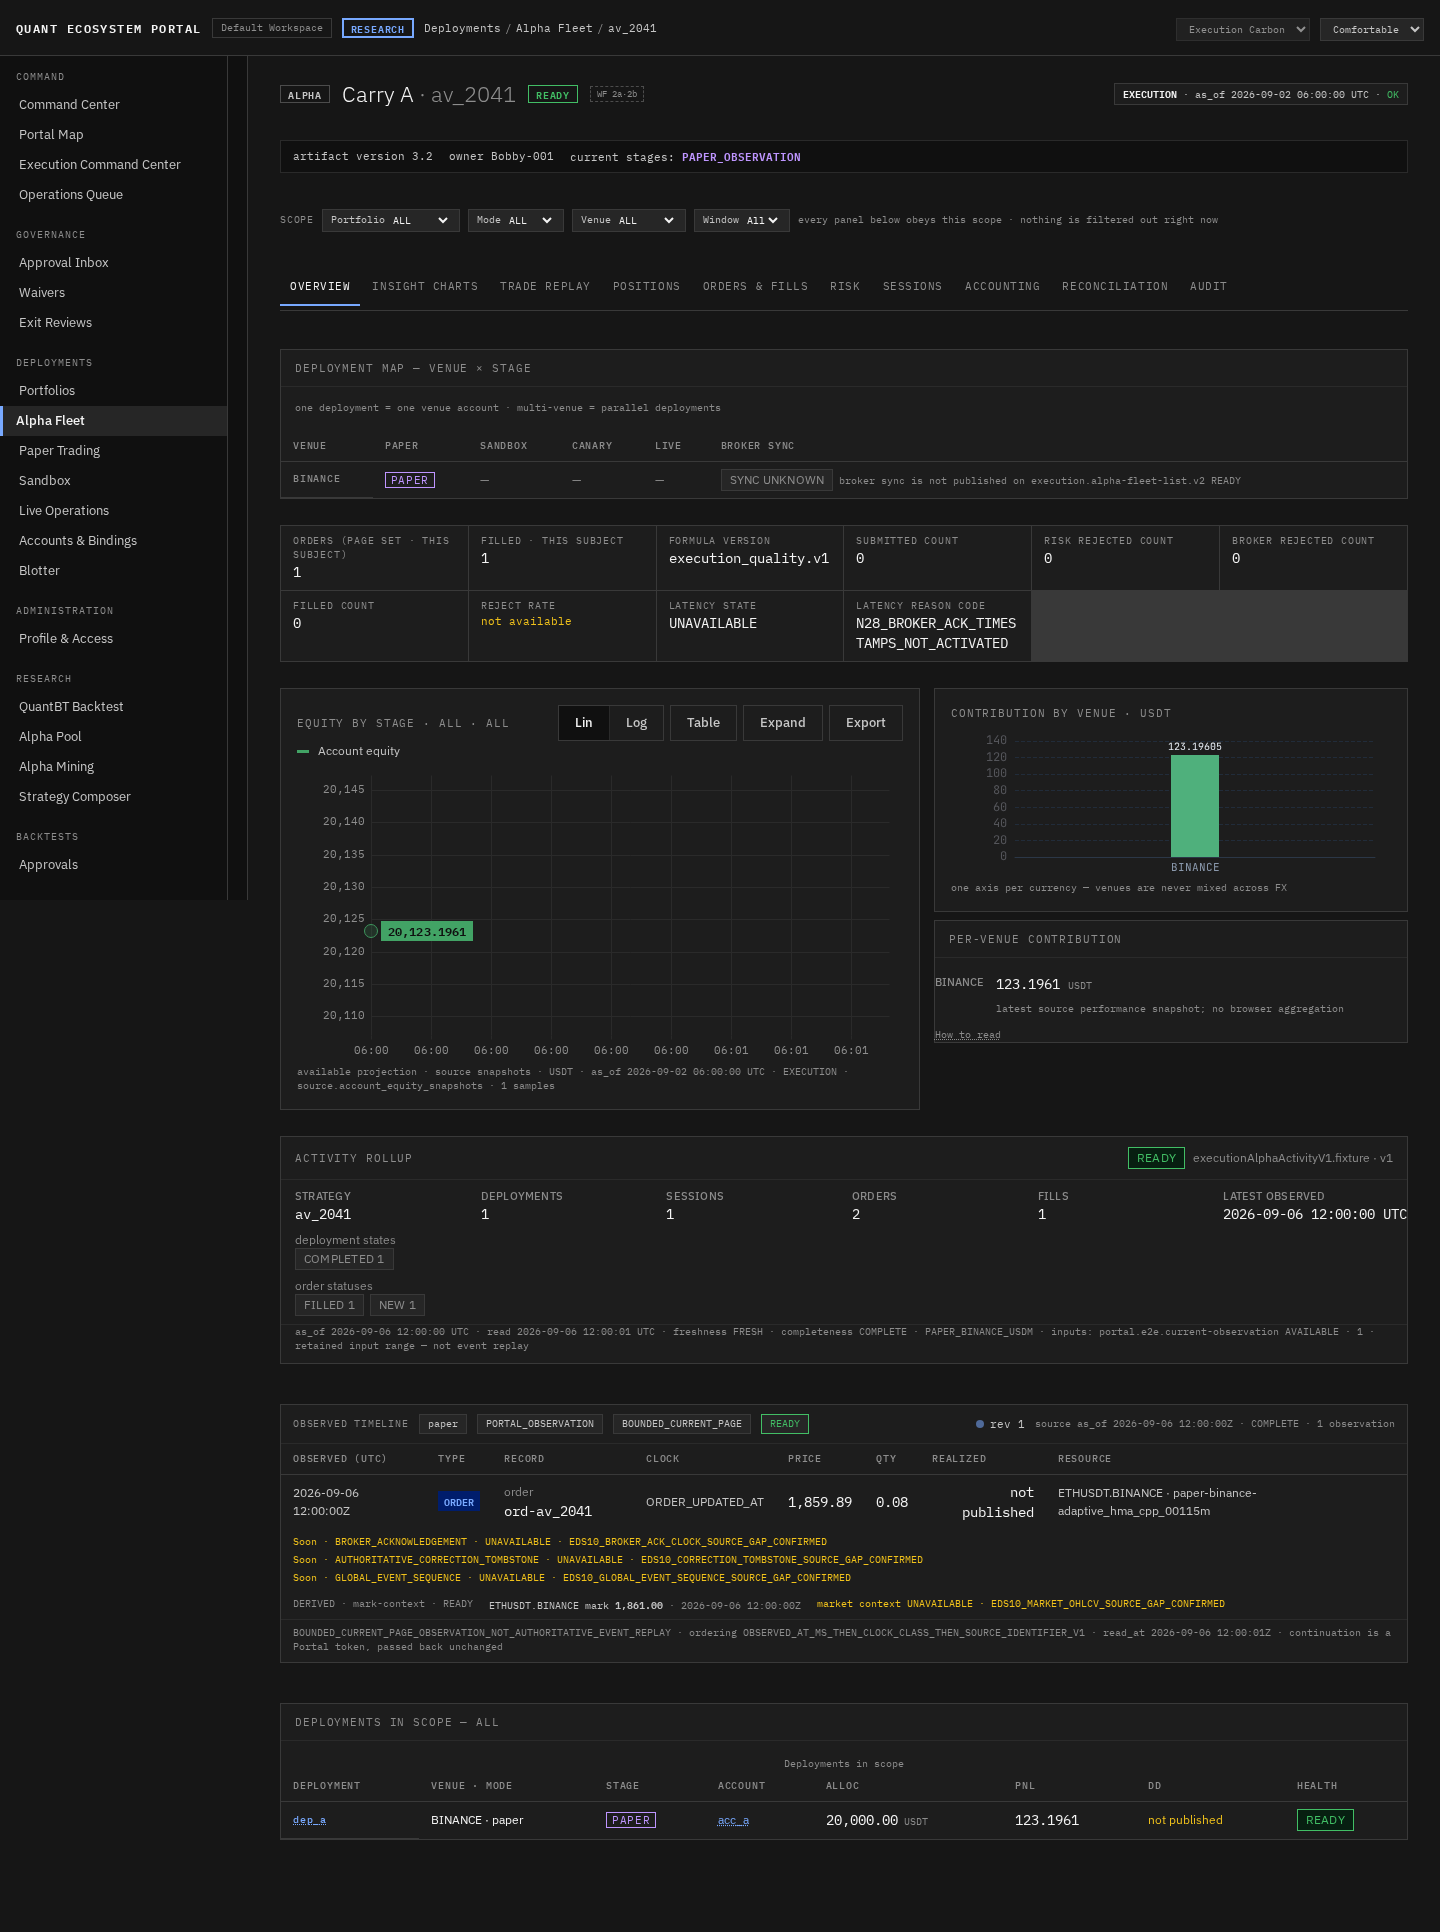 QUANT ECOSYSTEM PORTAL Default Workspace RESEARCH Deployments / Alpha Fleet / av_2041 Execution Carbon Comfortable
COMMAND
Command Center
Portal Map
Execution Command Center
Operations Queue
GOVERNANCE
Approval Inbox
Waivers
Exit Reviews
DEPLOYMENTS
Portfolios
Alpha Fleet
Paper Trading
Sandbox
Live Operations
Accounts & Bindings
Blotter
ADMINISTRATION
Profile & Access
RESEARCH
QuantBT Backtest
Alpha Pool
Alpha Mining
Strategy Composer
BACKTESTS
Approvals
ALPHA Carry A · av_2041 READY WF 2a·2b EXECUTION · as_of 2026-09-02 06:00:00 UTC · OK
artifact version 3.2 owner Bobby-001 current stages: PAPER_OBSERVATION
SCOPE Portfolio ALL Mode ALL Venue ALL Window All every panel below obeys this scope · nothing is filtered out right now
OVERVIEW INSIGHT CHARTS TRADE REPLAY POSITIONS ORDERS & FILLS RISK SESSIONS ACCOUNTING RECONCILIATION AUDIT
DEPLOYMENT MAP — VENUE × STAGE
one deployment = one venue account · multi-venue = parallel deployments
VENUE PAPER SANDBOX CANARY LIVE BROKER SYNC
BINANCE PAPER — — — SYNC UNKNOWN broker sync is not published on execution.alpha-fleet-list.v2 READY
ORDERS (PAGE SET · THIS SUBJECT)
1
FILLED · THIS SUBJECT
1
FORMULA VERSION
execution_quality.v1
SUBMITTED COUNT
0
RISK REJECTED COUNT
0
BROKER REJECTED COUNT
0
FILLED COUNT
0
REJECT RATE
not available
LATENCY STATE
UNAVAILABLE
LATENCY REASON CODE
N28_BROKER_ACK_TIMES
TAMPS_NOT_ACTIVATED
EQUITY BY STAGE · ALL · ALL Lin Log Table Expand Export
Account equity
20,145
20,140
20,135
20,130
20,125
20,123.1961
20,120
20,115
20,110
06:00 06:00 06:00 06:00 06:00 06:00 06:01 06:01 06:01
available projection · source snapshots · USDT · as_of 2026-09-02 06:00:00 UTC · EXECUTION ·
source.account_equity_snapshots · 1 samples
CONTRIBUTION BY VENUE · USDT
140
123.19605
120
100
80
60
40
20
0
BINANCE
one axis per currency — venues are never mixed across FX
PER-VENUE CONTRIBUTION
BINANCE 123.1961 USDT
latest source performance snapshot; no browser aggregation
How to read
ACTIVITY ROLLUP READY executionAlphaActivityV1.fixture · v1
STRATEGY DEPLOYMENTS SESSIONS ORDERS FILLS LATEST OBSERVED
av_2041 1 1 2 1 2026-09-06 12:00:00 UTC
deployment states
COMPLETED 1
order statuses
FILLED 1 NEW 1
as_of 2026-09-06 12:00:00 UTC · read 2026-09-06 12:00:01 UTC · freshness FRESH · completeness COMPLETE · PAPER_BINANCE_USDM · inputs: portal.e2e.current-observation AVAILABLE · 1 ·
retained input range — not event replay
OBSERVED TIMELINE paper PORTAL_OBSERVATION BOUNDED_CURRENT_PAGE READY rev 1 source as_of 2026-09-06 12:00:00Z · COMPLETE · 1 observation
OBSERVED (UTC) TYPE RECORD CLOCK PRICE QTY REALIZED RESOURCE
2026-09-06 12:00:00Z ORDER order ord-av_2041 ORDER_UPDATED_AT 1,859.89 0.08 not published ETHUSDT.BINANCE · paper-binance-
adaptive_hma_cpp_00115m
Soon · BROKER_ACKNOWLEDGEMENT · UNAVAILABLE · EDS10_BROKER_ACK_CLOCK_SOURCE_GAP_CONFIRMED
Soon · AUTHORITATIVE_CORRECTION_TOMBSTONE · UNAVAILABLE · EDS10_CORRECTION_TOMBSTONE_SOURCE_GAP_CONFIRMED
Soon · GLOBAL_EVENT_SEQUENCE · UNAVAILABLE · EDS10_GLOBAL_EVENT_SEQUENCE_SOURCE_GAP_CONFIRMED
DERIVED · mark-context · READY ETHUSDT.BINANCE mark 1,861.00 · 2026-09-06 12:00:00Z market context UNAVAILABLE · EDS10_MARKET_OHLCV_SOURCE_GAP_CONFIRMED
BOUNDED_CURRENT_PAGE_OBSERVATION_NOT_AUTHORITATIVE_EVENT_REPLAY · ordering OBSERVED_AT_MS_THEN_CLOCK_CLASS_THEN_SOURCE_IDENTIFIER_V1 · read_at 2026-09-06 12:00:01Z · continuation is a
Portal token, passed back unchanged
DEPLOYMENTS IN SCOPE — ALL
Deployments in scope
DEPLOYMENT VENUE · MODE STAGE ACCOUNT ALLOC PNL DD HEALTH
dep_a BINANCE · paper PAPER acc_a 20,000.00 USDT 123.1961 not published READY